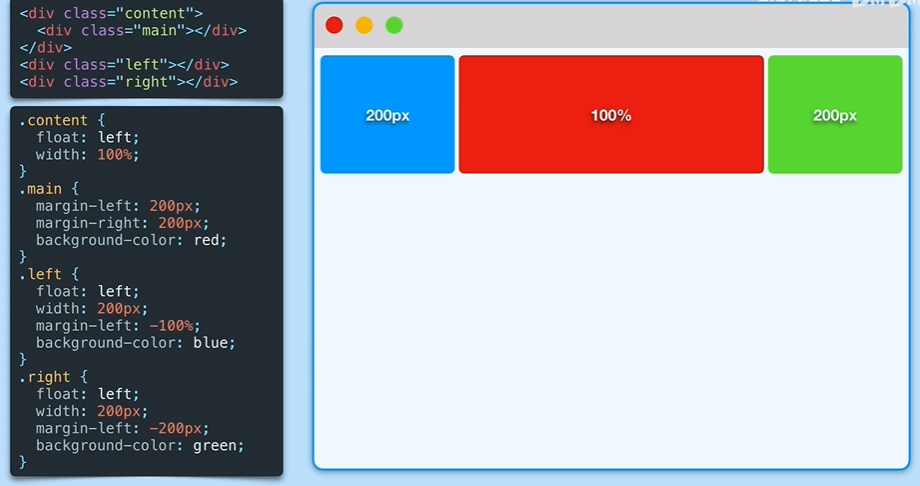 <div class="content">
  <div class="main"></div>
</div>
<div class="left"></div>
<div class="right"></div>
.content {
  float: left;
  width: 100%;
}
.main {
  margin-left: 200px;
  margin-right: 200px;
  background-color: red;
}
.left {
  float: left;
  width: 200px;
  margin-left: -100%;
  background-color: blue;
}
.right {
  float: left;
  width: 200px;
  margin-left: -200px;
  background-color: green;
}
200px
100%
200px